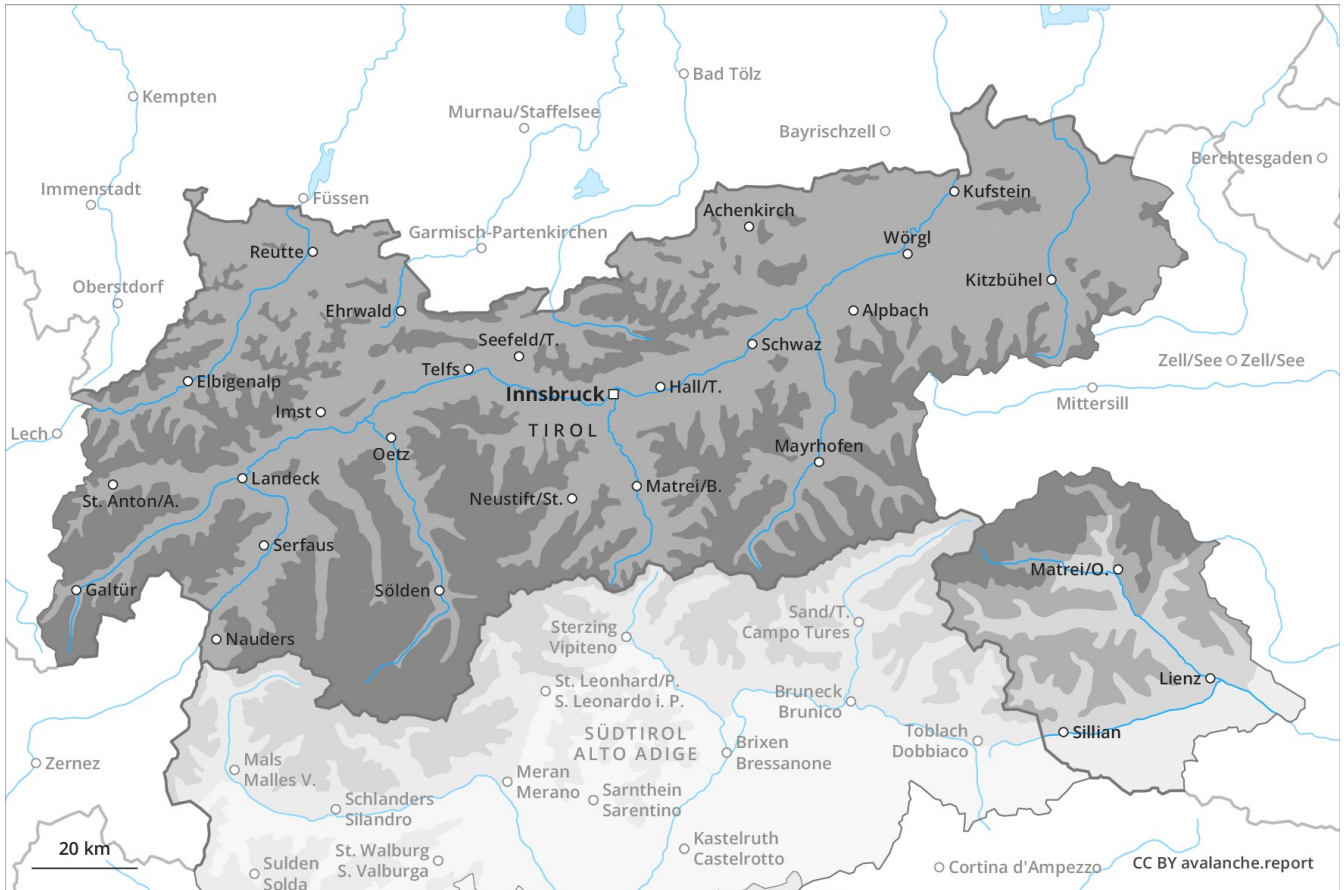 Bad Tölz
Kempten
Murnau/Staffelsee
Bayrischzell
Berchtesgaden
Immenstadt
Füssen
Kufstein
Achenkirch
Garmisch-Partenkirchen
Wörgl
Reutte
Kitzbühel
Oberstdorf
Ehrwald
Alpbach
Seefeld/T.
Schwaz
Zell/See
Zell/See
Telfs
Elbigenalp
Innsbruck
Hall/T.
Mittersill
Imst
TIROL
Lech
Oetz
Mayrhofen
Landeck
St. Anton/A.
Neustift/St.
Matrei/B.
Serfaus
Matrei/O.
Galtür
Sölden
Sand/T.
Campo Tures
Sterzing
Vipiteno
Nauders
Lienz
St. Leonhard/P.
S. Leonardo i. P.
Bruneck
Brunico
SÜDTIROL
ALTO ADIGE
Toblach
Dobbiaco
Sillian
Brixen
Bressanone
Zernez
Mals
Malles V.
Meran
Merano
Sarnthein
Sarentino
Schlanders
Silandro
Kastelruth
Castelrotto
20 km
St. Walburg
S. Valburga
Sulden
Solda
Cortina d'Ampezzo
CC BY avalanche.report